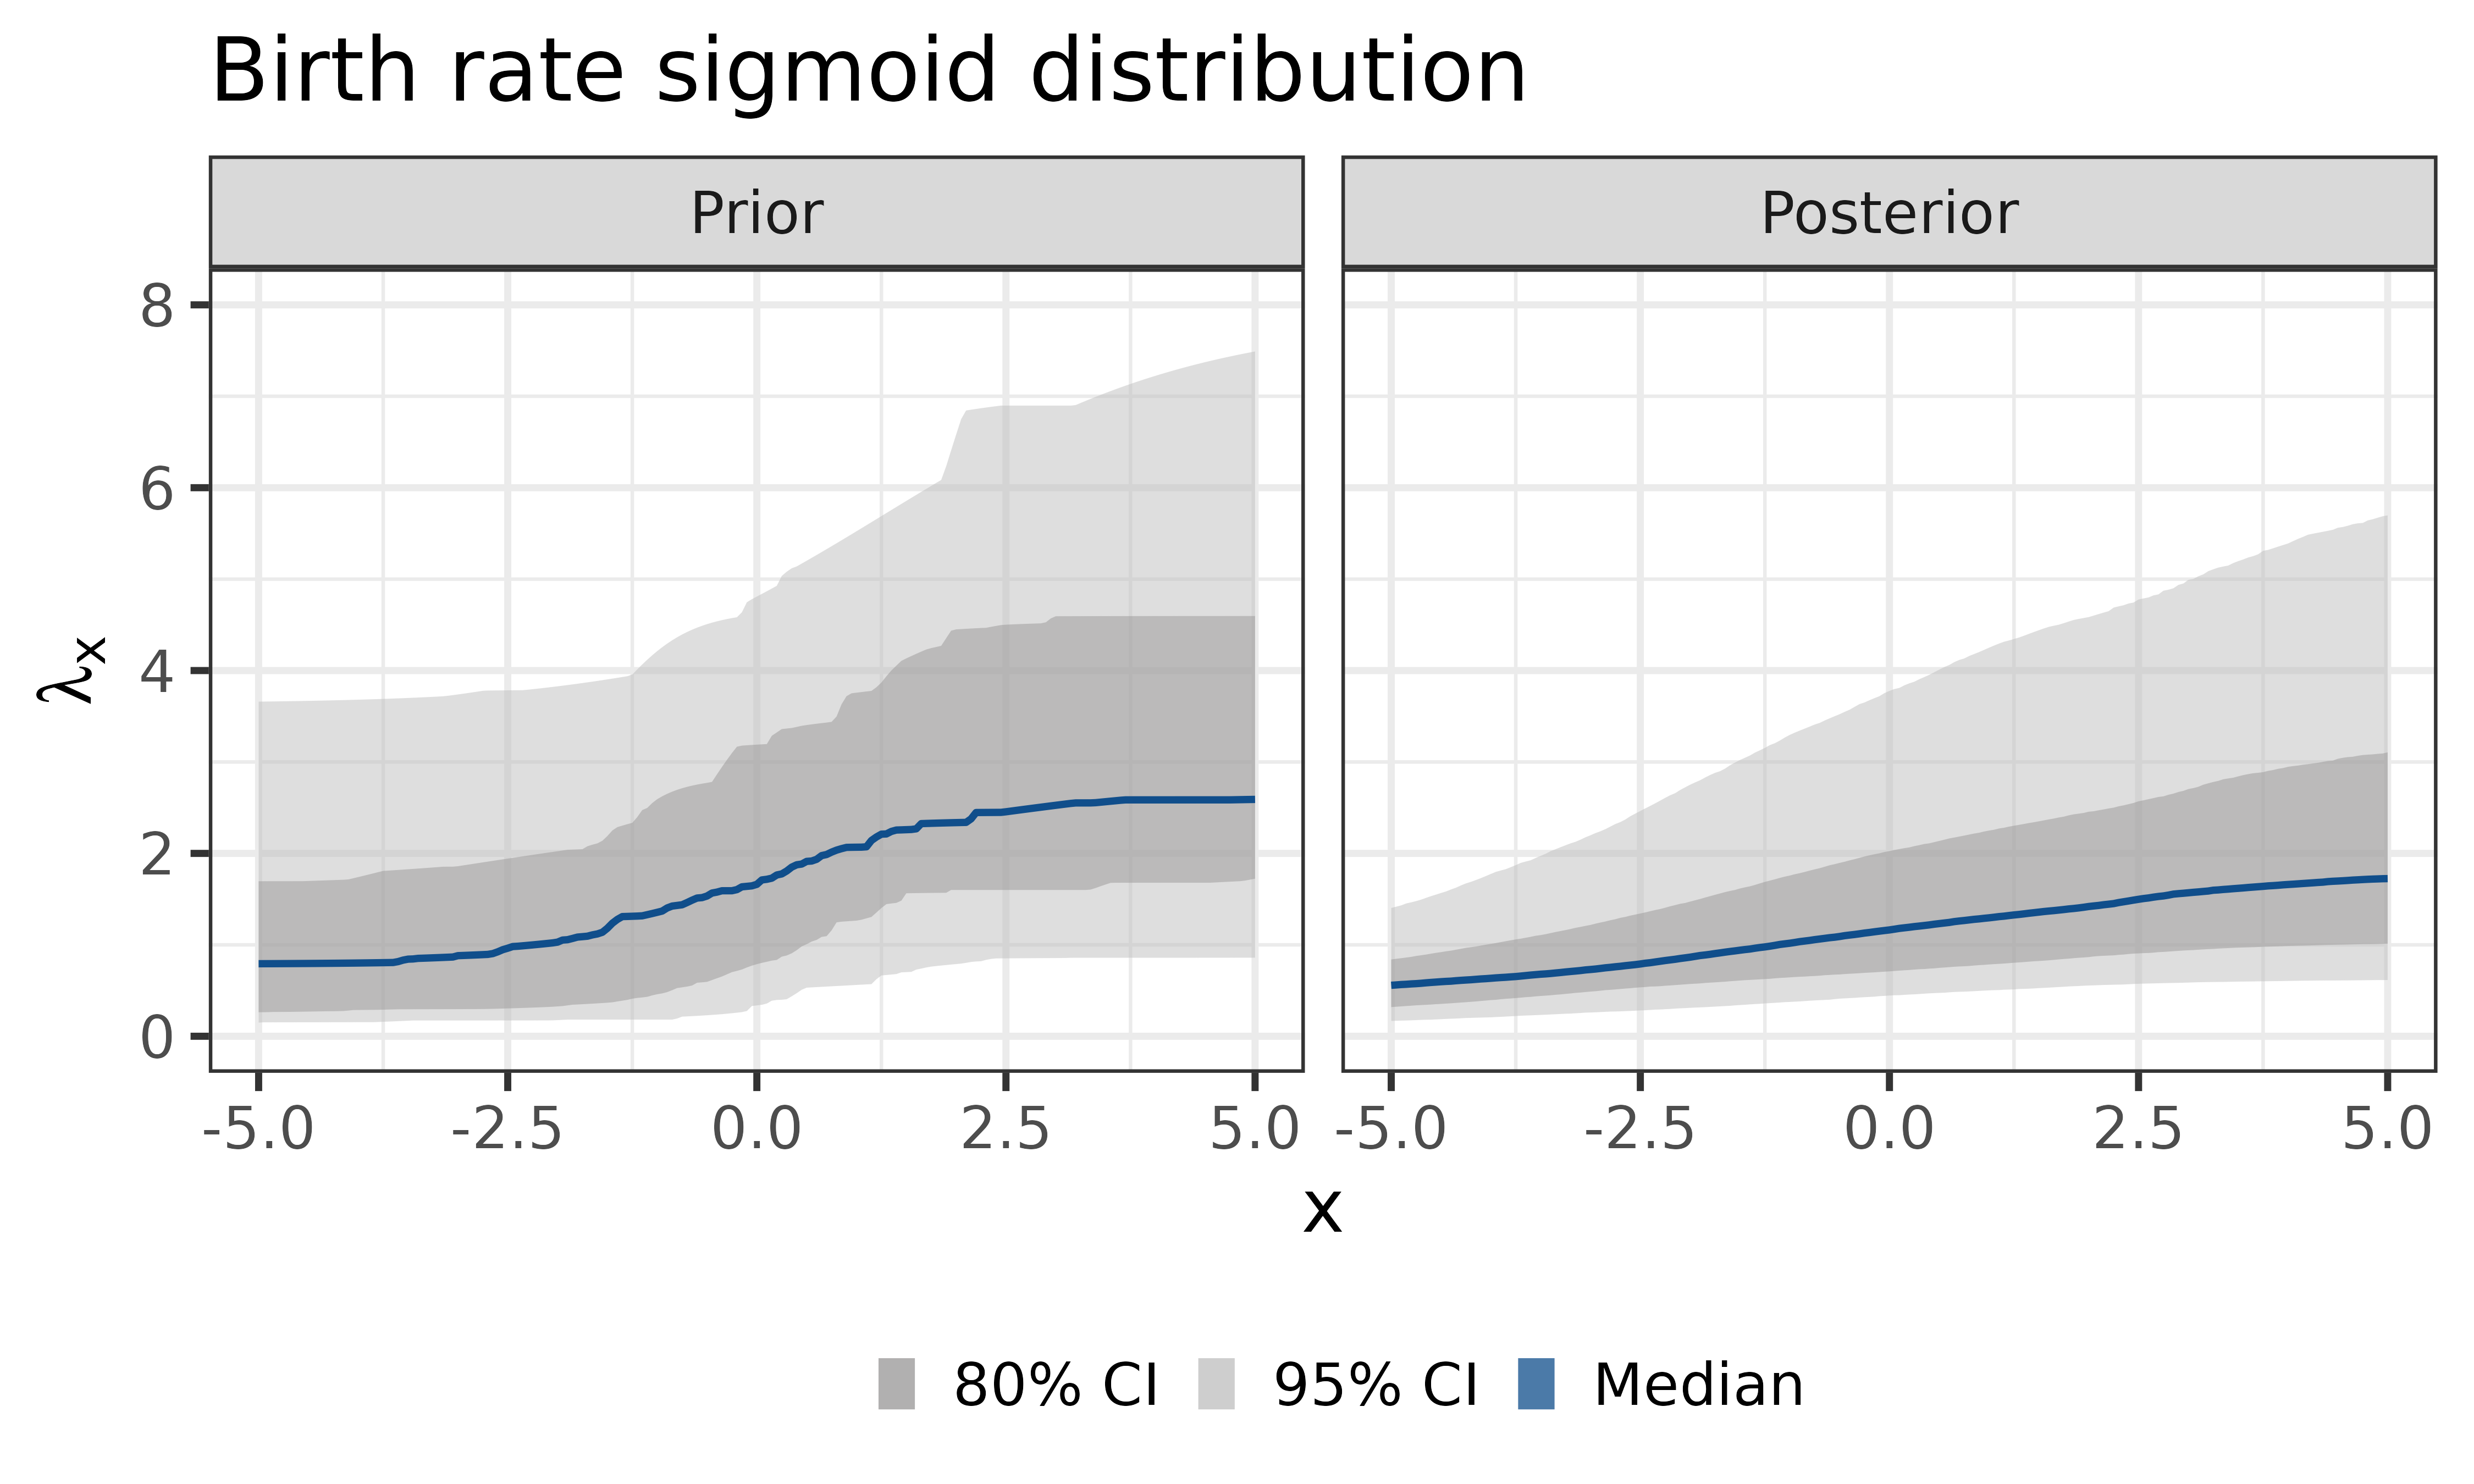 Birth rate sigmoid distribution
Prior Posterior
8
6
4
2
0
λx
-5.0 -2.5 0.0 2.5 5.0 -5.0 -2.5 0.0 2.5 5.0
x
80% CI 95% CI Median